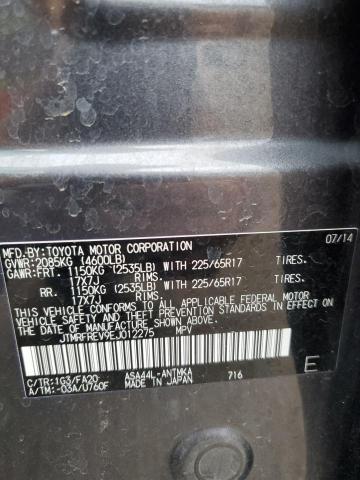 MFD.BY:TOYOTA MOTOR CORPORATION 07/14
GVWR:2085KG (4600LB)
GAWR:FRT. 1150KG (2535LB) WITH 225/65R17 TIRES.
17X7J RIMS.
RR. 1150KG (2535LB) WITH 225/65R17 TIRES.
17X7J RIMS.
THIS VEHICLE CONFORMS TO ALL APPLICABLE FEDERAL MOTOR
VEHICLE SAFETY, BUMPER, AND THEFT PREVENTION STANDARDS IN
EFFECT ON THE DATE OF MANUFACTURE SHOWN ABOVE.
JTMRFREV9EJ012275 MPV
E
C/TR:1G3/FA20 ASA44L-ANTMKA 716
A/TM:-03A/U760F MADE IN JAPAN